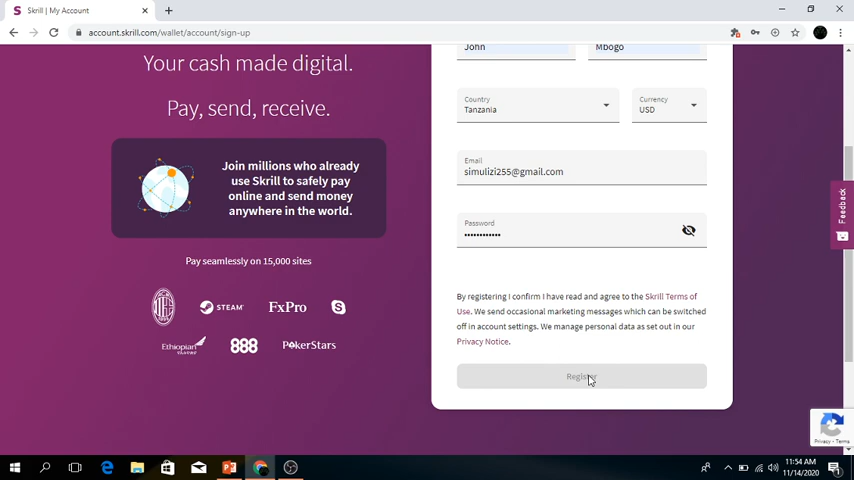 Skrill | My Account
account.skrill.com/wallet/account/sign-up
Your cash made digital.
Pay, send, receive.
Join millions who already
use Skrill to safely pay
online and send money
anywhere in the world.
Pay seamlessly on 15,000 sites
STEAM
FxPro
Ethiopian
888
PokerStars
John
Mbogo
Country
Tanzania
Currency
USD
Email
simulizi255@gmail.com
Password
By registering I confirm I have read and agree to the Skrill Terms of
Use. We send occasional marketing messages which can be switched
off in account settings. We manage personal data as set out in our
Privacy Notice.
Register
Feedback
Privacy - Terms
11:54 AM
11/14/2020